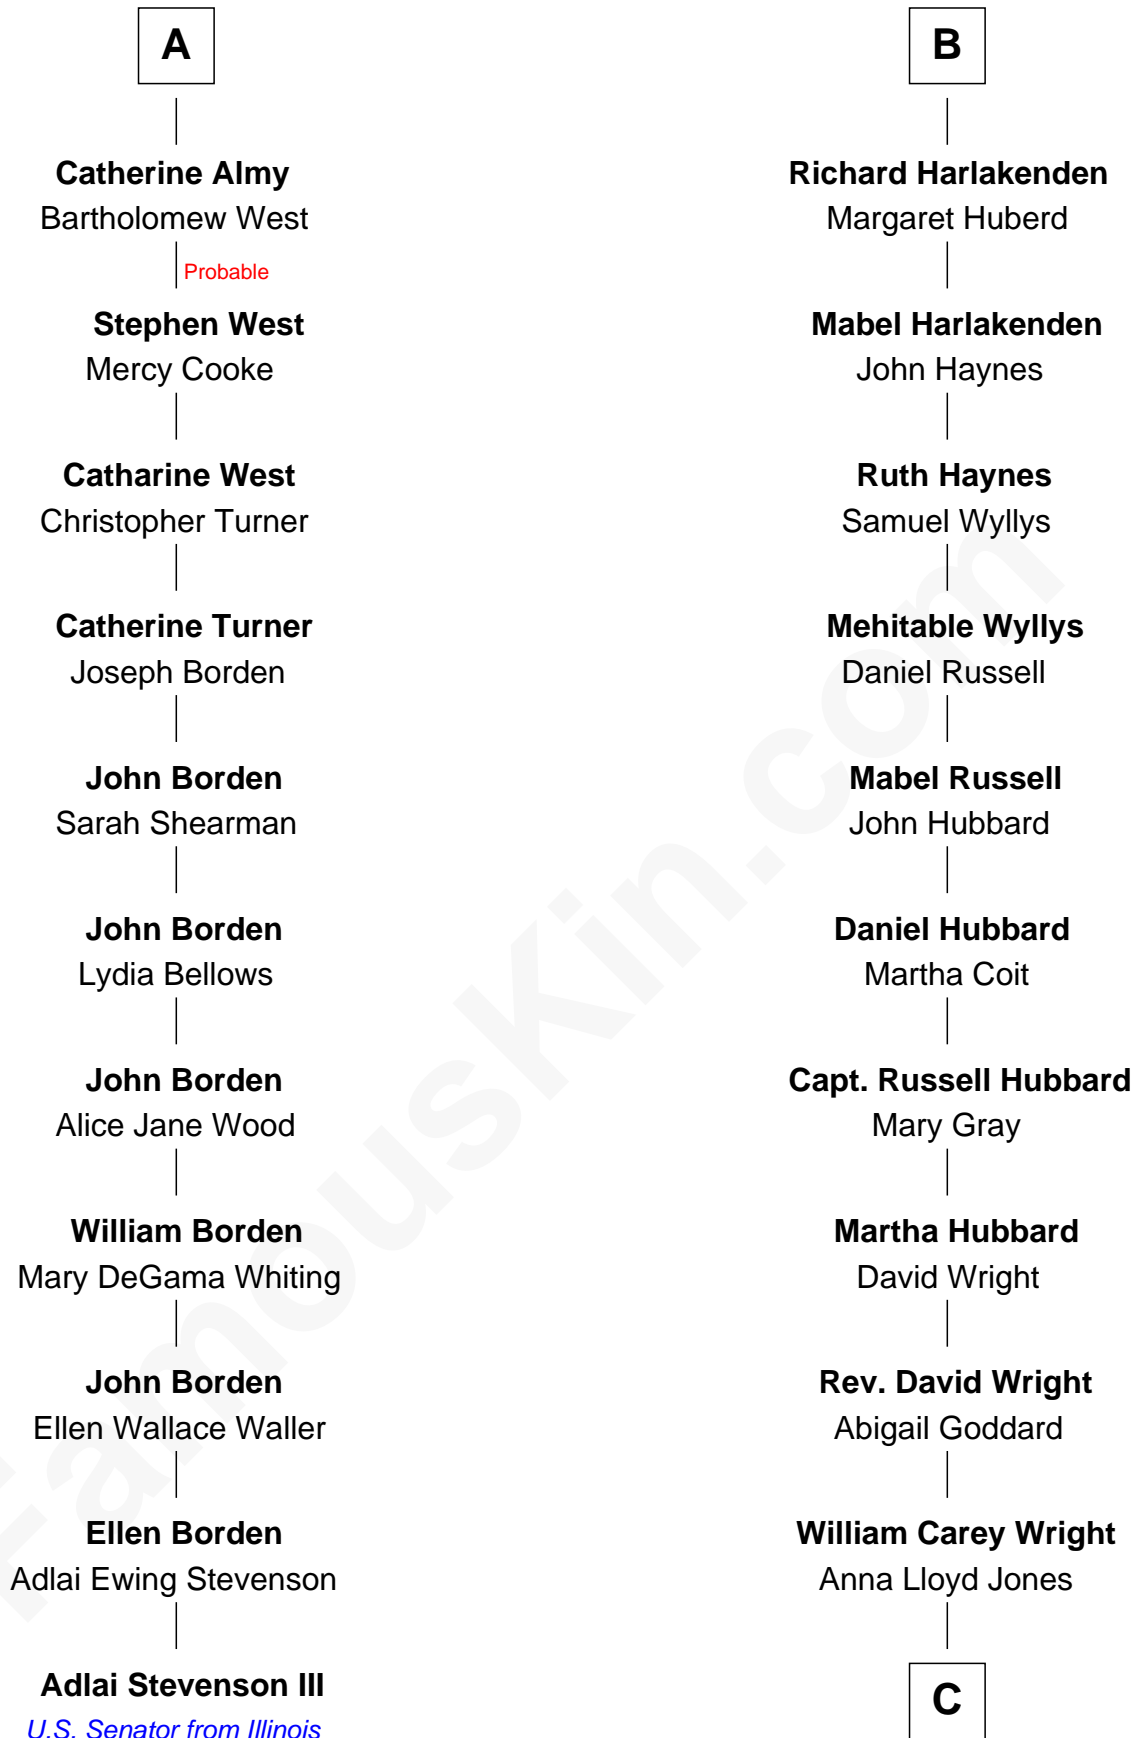 A
Catherine Almy
Bartholomew West
Probable
Stephen West
Mercy Cooke
Catharine West
Christopher Turner
Catherine Turner
Joseph Borden
John Borden
Sarah Shearman
John Borden
Lydia Bellows
John Borden
Alice Jane Wood
William Borden
Mary DeGama Whiting
John Borden
Ellen Wallace Waller
Ellen Borden
Adlai Ewing Stevenson
Adlai Stevenson III
U.S. Senator from Illinois
B
Richard Harlakenden
Margaret Huberd
Mabel Harlakenden
John Haynes
Ruth Haynes
Samuel Wyllys
Mehitable Wyllys
Daniel Russell
Mabel Russell
John Hubbard
Daniel Hubbard
Martha Coit
Capt. Russell Hubbard
Mary Gray
Martha Hubbard
David Wright
Rev. David Wright
Abigail Goddard
William Carey Wright
Anna Lloyd Jones
C
FamousKin.com